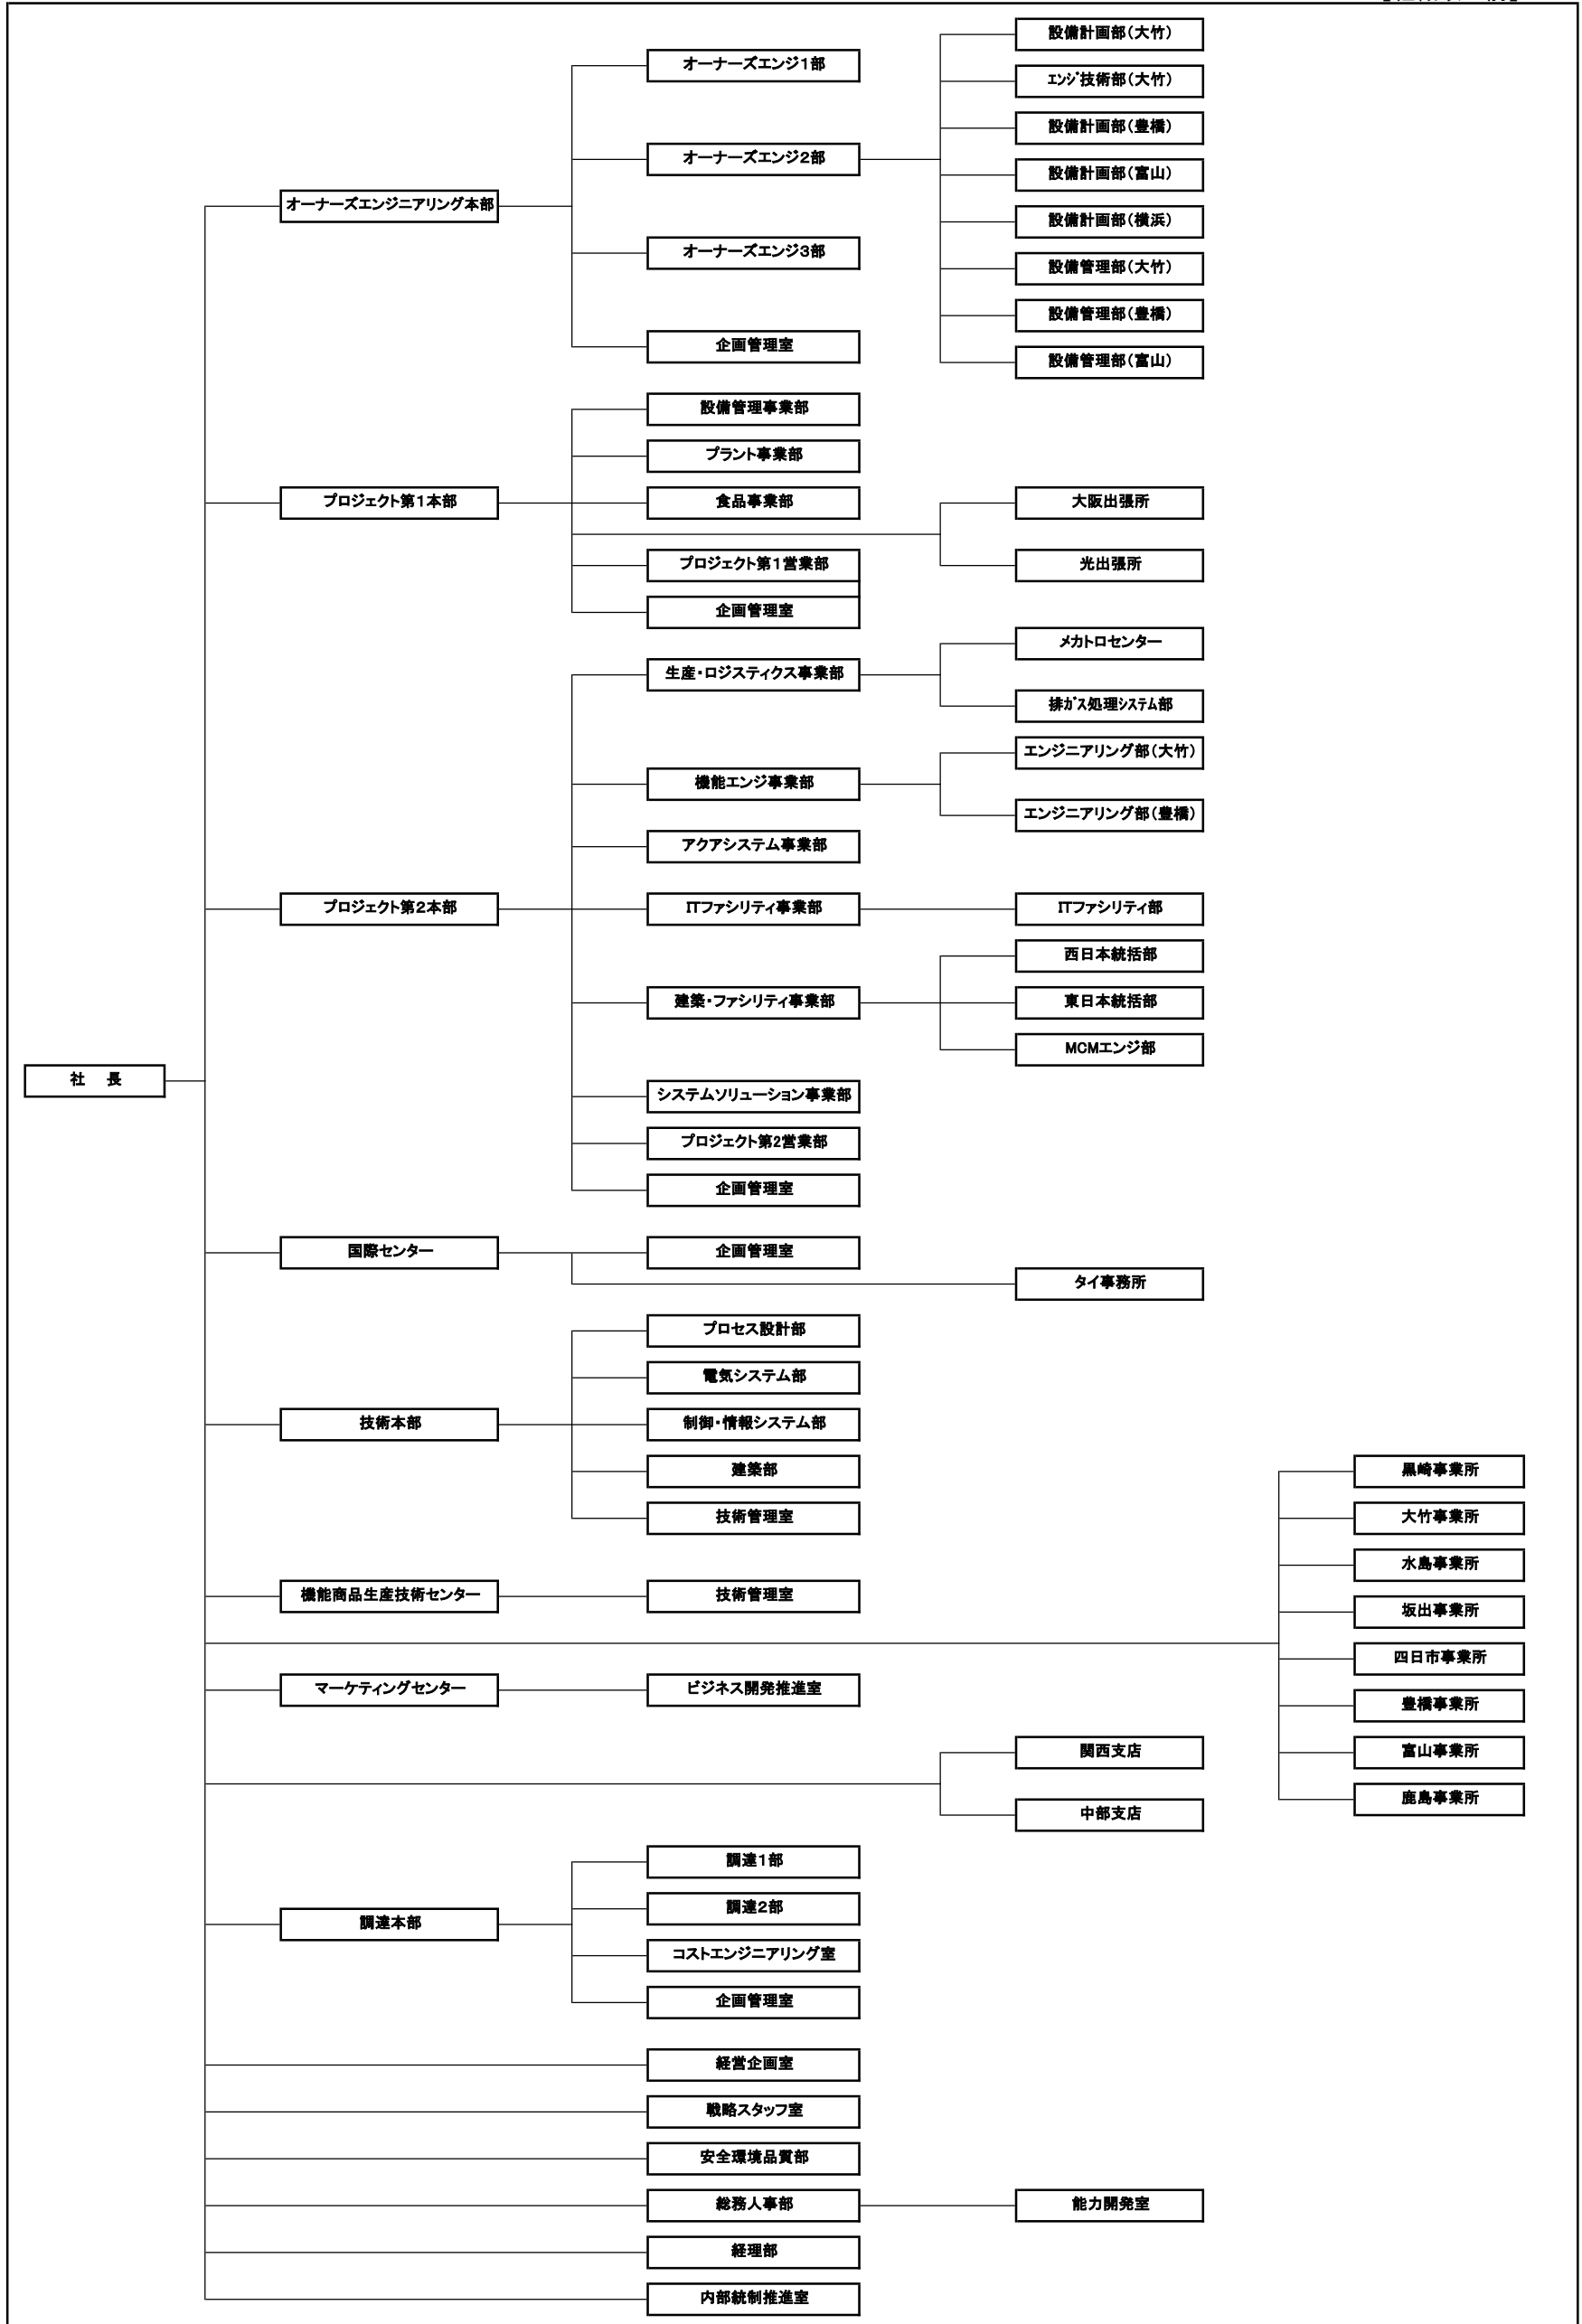 設備計画部(大竹)
オーナーズエンジ1部
ｴﾝｼﾞ技術部(大竹)
設備計画部(豊橋)
オーナーズエンジ2部
設備計画部(富山)
オーナーズエンジニアリング本部
設備計画部(横浜)
オーナーズエンジ3部
設備管理部(大竹)
設備管理部(豊橋)
企画管理室
設備管理部(富山)
設備管理事業部
プラント事業部
プロジェクト第1本部
食品事業部
大阪出張所
プロジェクト第1営業部
光出張所
企画管理室
メカトロセンター
生産・ロジスティクス事業部
排ｶﾞｽ処理ｼｽﾃﾑ部
エンジニアリング部(大竹)
機能エンジ事業部
エンジニアリング部(豊橋)
アクアシステム事業部
プロジェクト第2本部
ITファシリティ事業部
ITファシリティ部
西日本統括部
建築・ファシリティ事業部
東日本統括部
MCMエンジ部
社　長
システムソリューション事業部
プロジェクト第2営業部
企画管理室
国際センター
企画管理室
タイ事務所
プロセス設計部
電気システム部
技術本部
制御・情報システム部
建築部
黒崎事業所
技術管理室
大竹事業所
水島事業所
機能商品生産技術センター
技術管理室
坂出事業所
四日市事業所
マーケティングセンター
ビジネス開発推進室
豊橋事業所
関西支店
富山事業所
鹿島事業所
中部支店
調達1部
調達2部
調達本部
コストエンジニアリング室
企画管理室
経営企画室
戦略スタッフ室
安全環境品質部
総務人事部
能力開発室
経理部
内部統制推進室